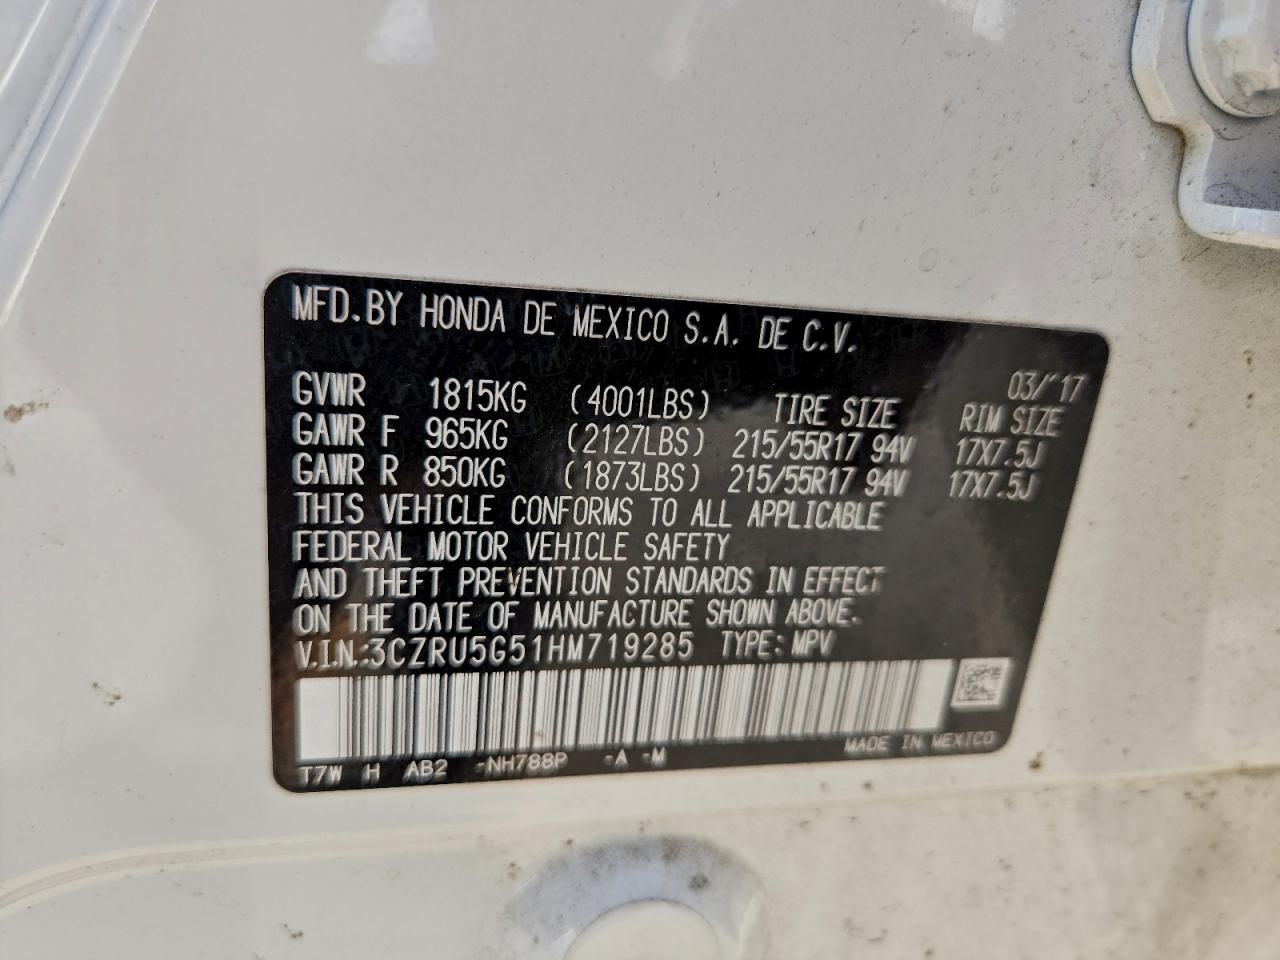 MFD.BY HONDA DE MEXICO S.A. DE C.V.
03/'17
GVWR 1815KG (4001LBS) TIRE SIZE RIM SIZE
GAWR F 965KG (2127LBS) 215/55R17 94V 17X7.5J
GAWR R 850KG (1873LBS) 215/55R17 94V 17X7.5J
THIS VEHICLE CONFORMS TO ALL APPLICABLE
FEDERAL MOTOR VEHICLE SAFETY
AND THEFT PREVENTION STANDARDS IN EFFECT
ON THE DATE OF MANUFACTURE SHOWN ABOVE.
V.I.N.:3CZRU5G51HM719285 TYPE: MPV
MADE IN MEXICO
T7W H AB2 -NH788P -A -M